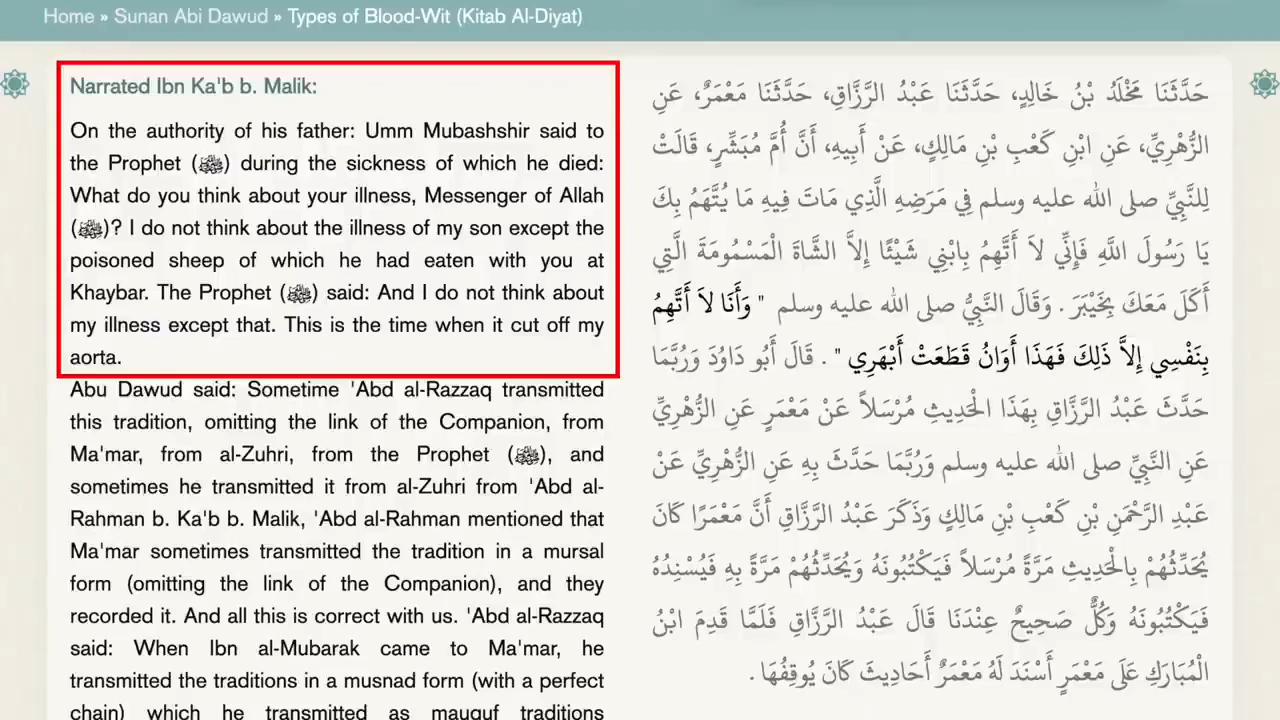 Home » Sunan Abi Dawud » Types of Blood-Wit (Kitab Al-Diyat)
Narrated Ibn Ka'b b. Malik:
On the authority of his father: Umm Mubashshir said to
the Prophet (ﷺ) during the sickness of which he died:
What do you think about your illness, Messenger of Allah
(ﷺ)? I do not think about the illness of my son except the
poisoned sheep of which he had eaten with you at
Khaybar. The Prophet (ﷺ) said: And I do not think about
my illness except that. This is the time when it cut off my
aorta.
Abu Dawud said: Sometime 'Abd al-Razzaq transmitted
this tradition, omitting the link of the Companion, from
Ma'mar, from al-Zuhri, from the Prophet (ﷺ), and
sometimes he transmitted it from al-Zuhri from 'Abd al-
Rahman b. Ka'b b. Malik, 'Abd al-Rahman mentioned that
Ma'mar sometimes transmitted the tradition in a mursal
form (omitting the link of the Companion), and they
recorded it. And all this is correct with us. 'Abd al-Razzaq
said: When Ibn al-Mubarak came to Ma'mar, he
transmitted the traditions in a musnad form (with a perfect
chain) which he transmitted as mauquf traditions
حَدَّثَنَا مَخْلَدُ بْنُ خَالِدٍ، حَدَّثَنَا عَبْدُ الرَّزَّاقِ، حَدَّثَنَا مَعْمَرٌ، عَنِ
الزُّهْرِيِّ، عَنِ ابْنِ كَعْبِ بْنِ مَالِكٍ، عَنْ أَبِيهِ، أَنَّ أُمَّ مُبَشِّرٍ، قَالَتْ
لِلنَّبِيِّ صلى الله عليه وسلم فِي مَرَضِهِ الَّذِي مَاتَ فِيهِ مَا يُتَّهَمُ بِكَ
يَا رَسُولَ اللَّهِ فَإِنِّي لاَ أَتَّهِمُ بِابْنِي شَيْئًا إِلاَّ الشَّاةَ الْمَسْمُومَةَ الَّتِي
أَكَلَ مَعَكَ بِخَيْبَرَ . وَقَالَ النَّبِيُّ صلى الله عليه وسلم " وَأَنَا لاَ أَتَّهِمُ
بِنَفْسِي إِلاَّ ذَلِكَ فَهَذَا أَوَانُ قَطَعَتْ أَبْهَرِي " . قَالَ أَبُو دَاوُدَ وَرُبَّمَا
حَدَّثَ عَبْدُ الرَّزَّاقِ بِهَذَا الْحَدِيثِ مُرْسَلاً عَنْ مَعْمَرٍ عَنِ الزُّهْرِيِّ
عَنِ النَّبِيِّ صلى الله عليه وسلم وَرُبَّمَا حَدَّثَ بِهِ عَنِ الزُّهْرِيِّ عَنْ
عَبْدِ الرَّحْمَنِ بْنِ كَعْبِ بْنِ مَالِكٍ وَذَكَرَ عَبْدُ الرَّزَّاقِ أَنَّ مَعْمَرًا كَانَ
يُحَدِّثُهُمْ بِالْحَدِيثِ مَرَّةً مُرْسَلاً فَيَكْتُبُونَهُ وَيُحَدِّثُهُمْ مَرَّةً بِهِ فَيُسْنِدُهُ
فَيَكْتُبُونَهُ وَكُلٌّ صَحِيحٌ عِنْدَنَا قَالَ عَبْدُ الرَّزَّاقِ فَلَمَّا قَدِمَ ابْنُ
الْمُبَارَكِ عَلَى مَعْمَرٍ أَسْنَدَ لَهُ مَعْمَرٌ أَحَادِيثَ كَانَ يُوقِفُهَا .